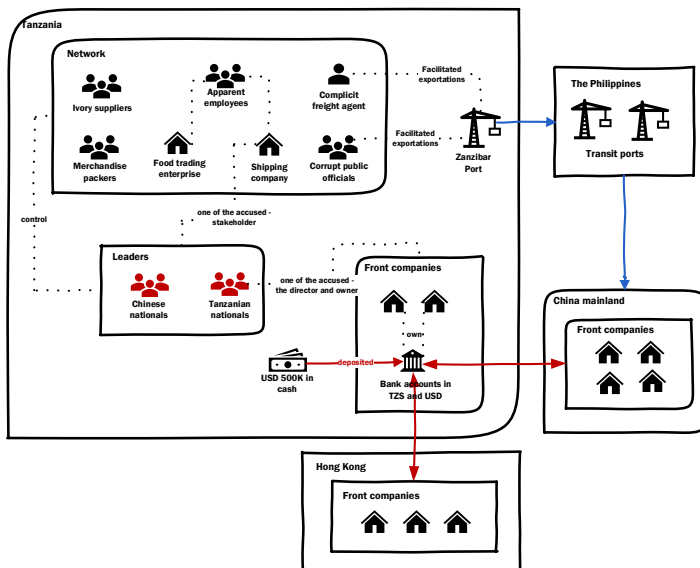 Tanzania
Network
Ivory suppliers
Apparent
employees
Complicit
freight agent
Facilitated
exportations
Merchandise
packers
Food trading
enterprise
Shipping
company
Corrupt public
officials
Facilitated
exportations
Zanzibar
Port
The Philippines
Transit ports
control
one of the accused -
stakeholder
Leaders
Chinese
nationals
Tanzanian
nationals
one of the accused -
the director and owner
Front companies
own
USD 500K in
cash
deposited
Bank accounts in
TZS and USD
China mainland
Front companies
Hong Kong
Front companies